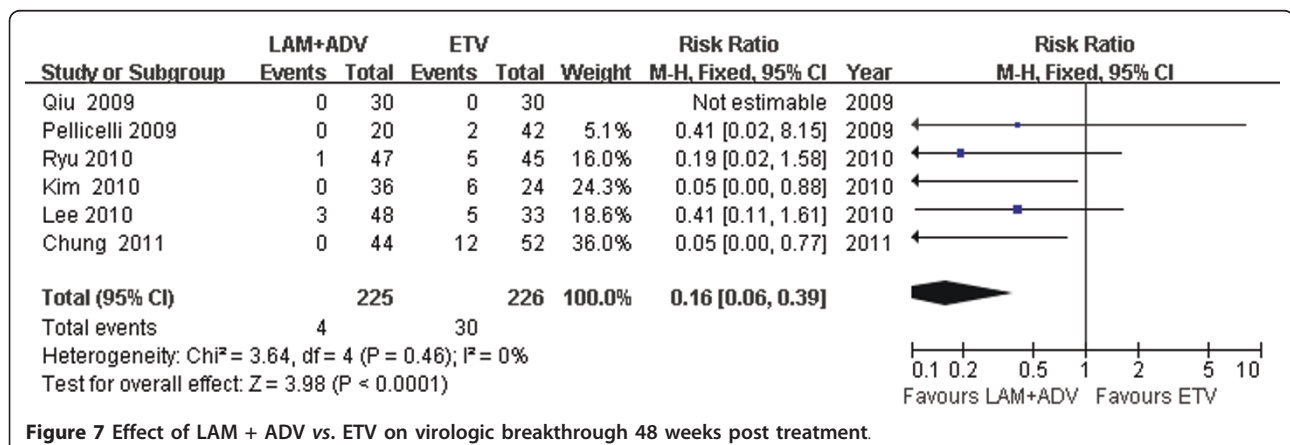 LAM+ADV ETV Risk Ratio Risk Ratio
Study or Subgroup Events Total Events Total Weight M-H, Fixed, 95% CI Year M-H, Fixed, 95% CI
Qiu 2009 0 30 0 30 Not estimable 2009
Pellicelli 2009 0 20 2 42 5.1% 0.41 [0.02, 8.15] 2009
Ryu 2010 1 47 5 45 16.0% 0.19 [0.02, 1.58] 2010
Kim 2010 0 36 6 24 24.3% 0.05 [0.00, 0.88] 2010
Lee 2010 3 48 5 33 18.6% 0.41 [0.11, 1.61] 2010
Chung 2011 0 44 12 52 36.0% 0.05 [0.00, 0.77] 2011
Total (95% CI) 225 226 100.0% 0.16 [0.06, 0.39]
Total events 4 30
Heterogeneity: Chi² = 3.64, df = 4 (P = 0.46); I² = 0%
Test for overall effect: Z = 3.98 (P < 0.0001)
0.1 0.2 0.5 1 2 5 10
Favours LAM+ADV Favours ETV
Figure 7 Effect of LAM + ADV vs. ETV on virologic breakthrough 48 weeks post treatment.